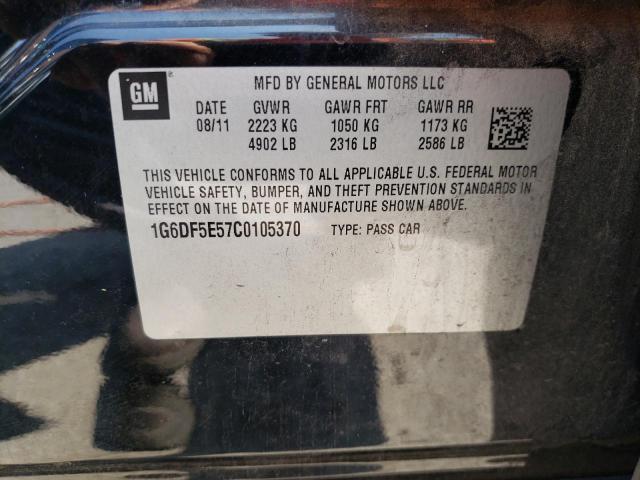 GM
MFD BY GENERAL MOTORS LLC
DATE GVWR GAWR FRT GAWR RR
08/11 2223 KG 1050 KG 1173 KG
4902 LB 2316 LB 2586 LB
THIS VEHICLE CONFORMS TO ALL APPLICABLE U.S. FEDERAL MOTOR
VEHICLE SAFETY, BUMPER, AND THEFT PREVENTION STANDARDS IN
EFFECT ON THE DATE OF MANUFACTURE SHOWN ABOVE.
1G6DF5E57C0105370 TYPE: PASS CAR